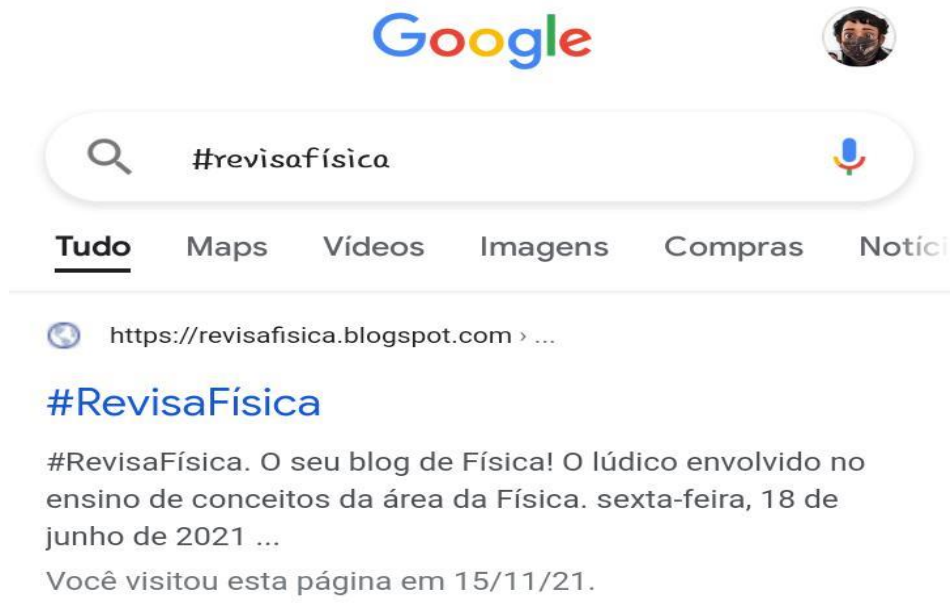 Google
#revisafísica
Tudo Maps Vídeos Imagens Compras Notíci
https://revisafisica.blogspot.com › ...
#RevisaFísica
#RevisaFísica. O seu blog de Física! O lúdico envolvido no
ensino de conceitos da área da Física. sexta-feira, 18 de
junho de 2021 ...
Você visitou esta página em 15/11/21.